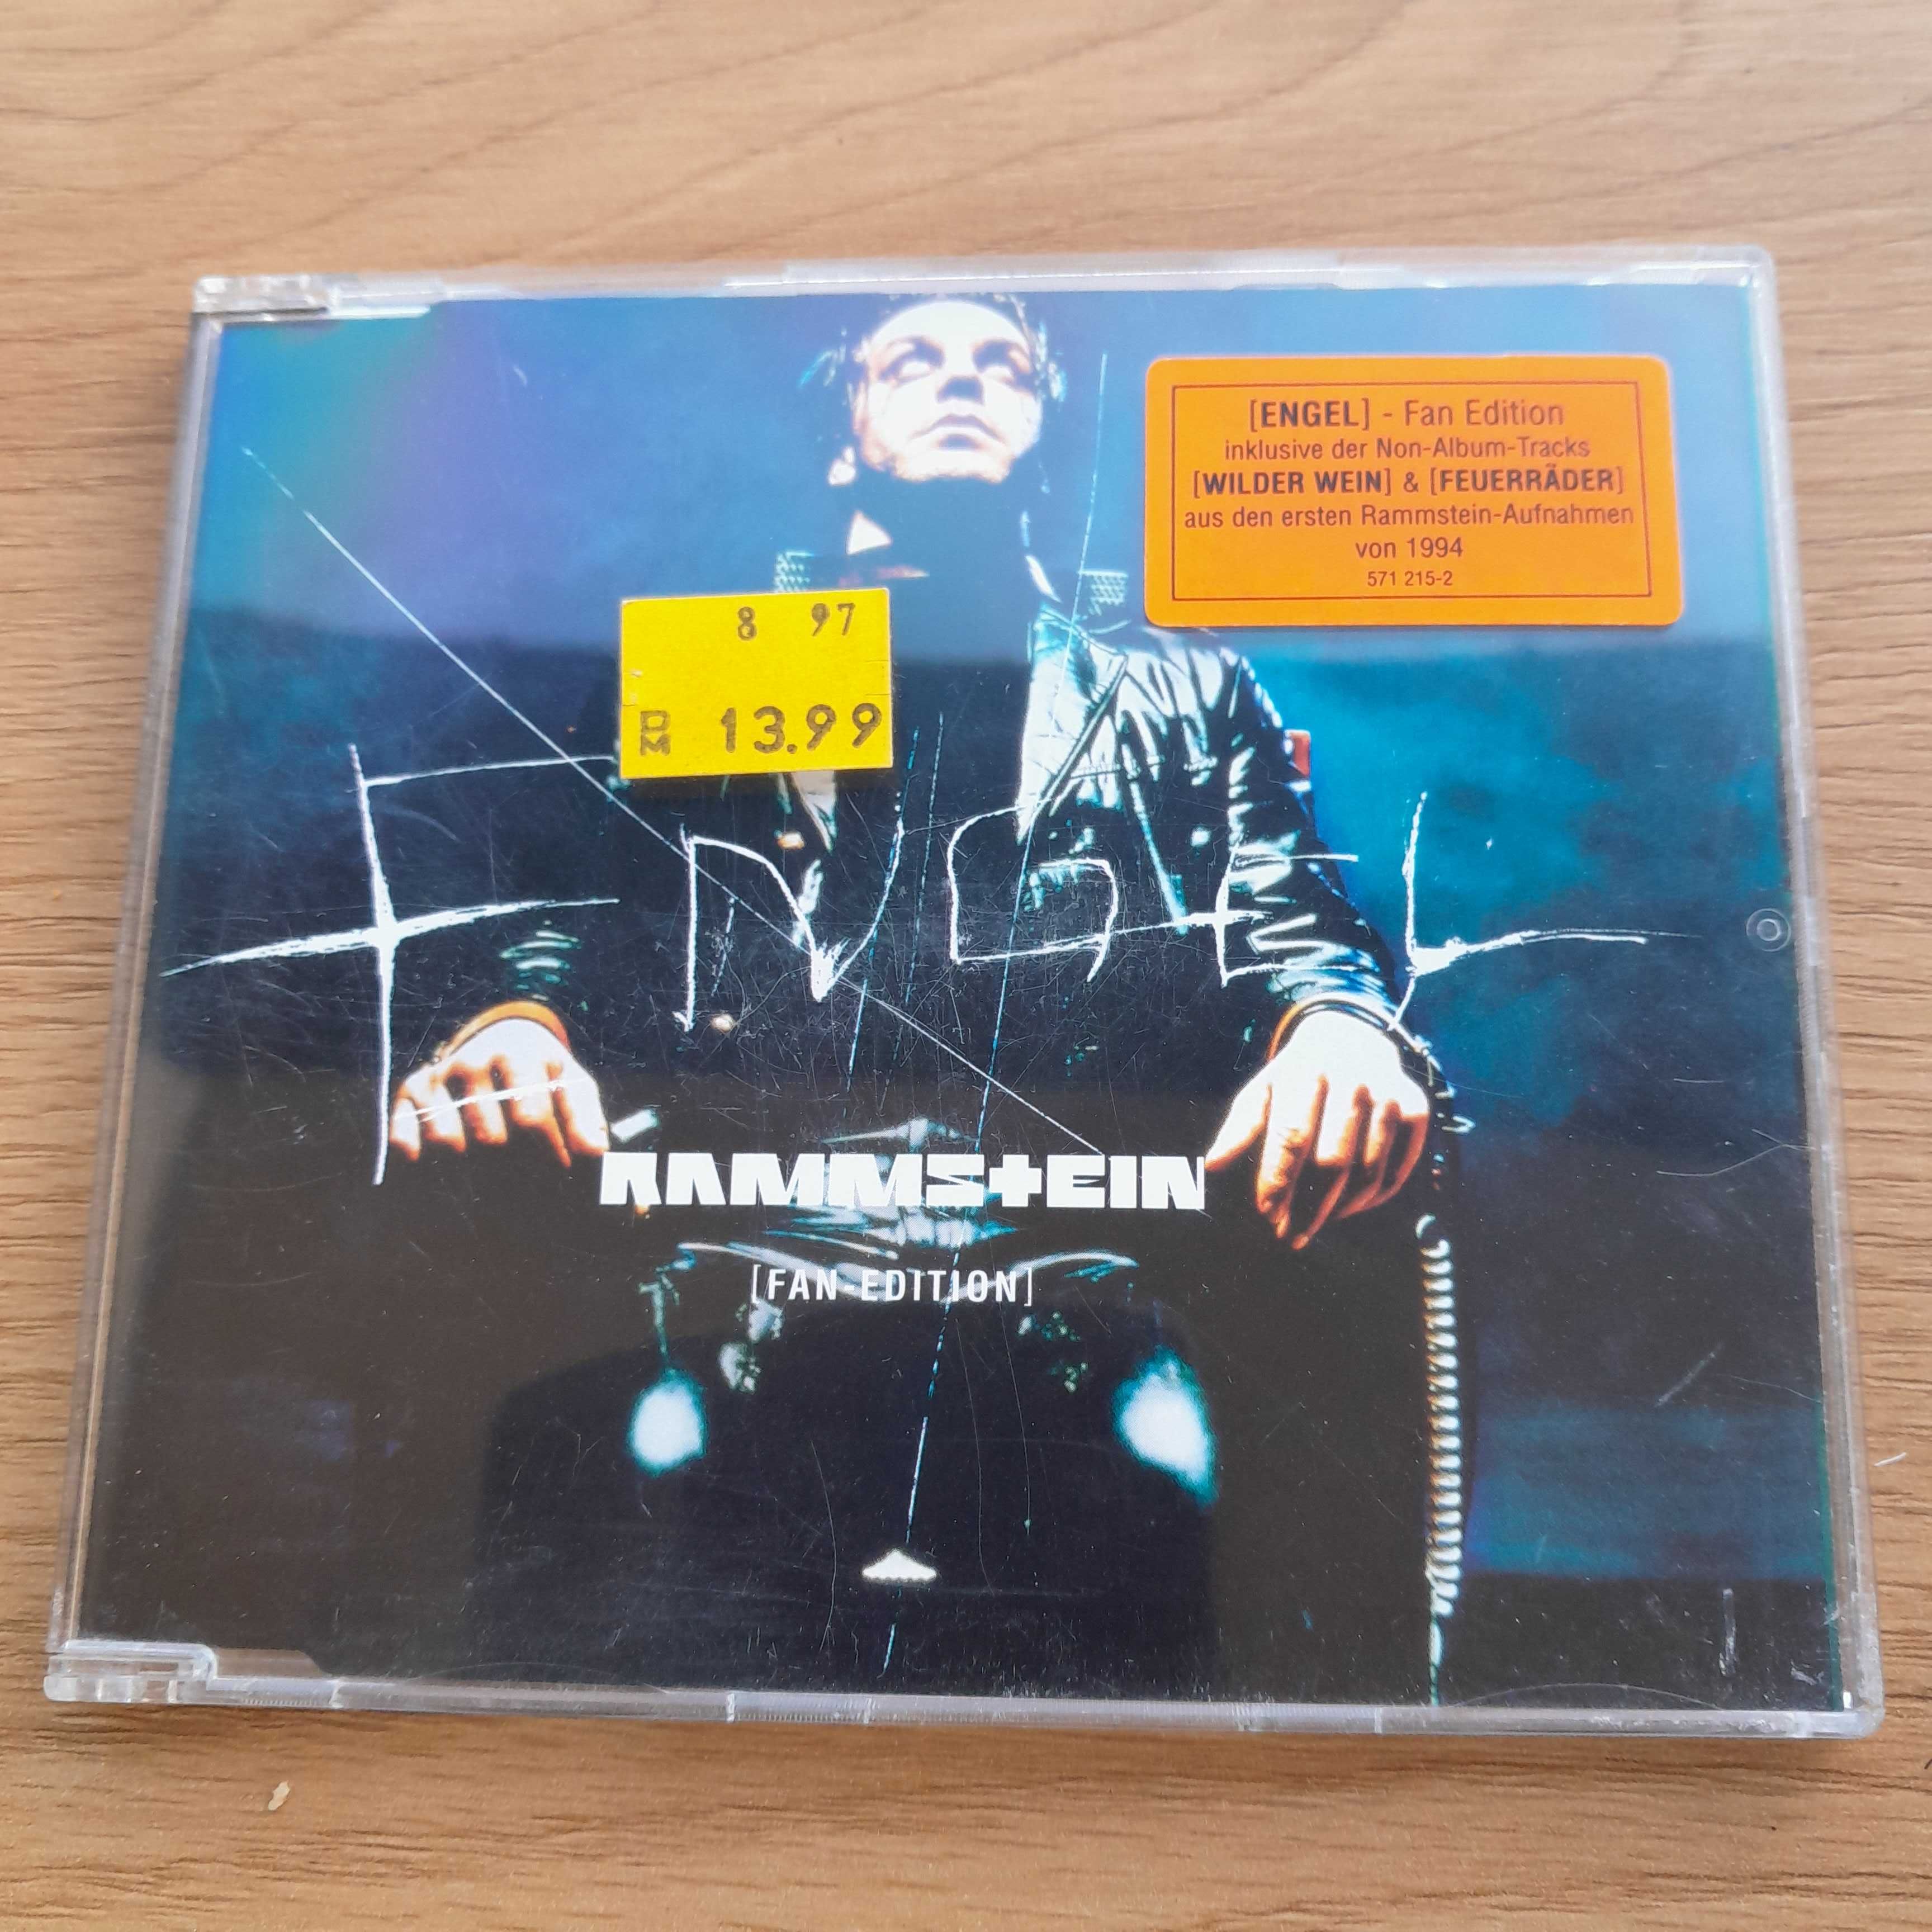 [ENGEL] - Fan Edition
inklusive der Non-Album-Tracks
[WILDER WEIN] & [FEUERRÄDER]
aus den ersten Rammstein-Aufnahmen
von 1994
571 215-2
8 97
DM 13.99
ENGEL
RAMMSTEIN
[FAN-EDITION]